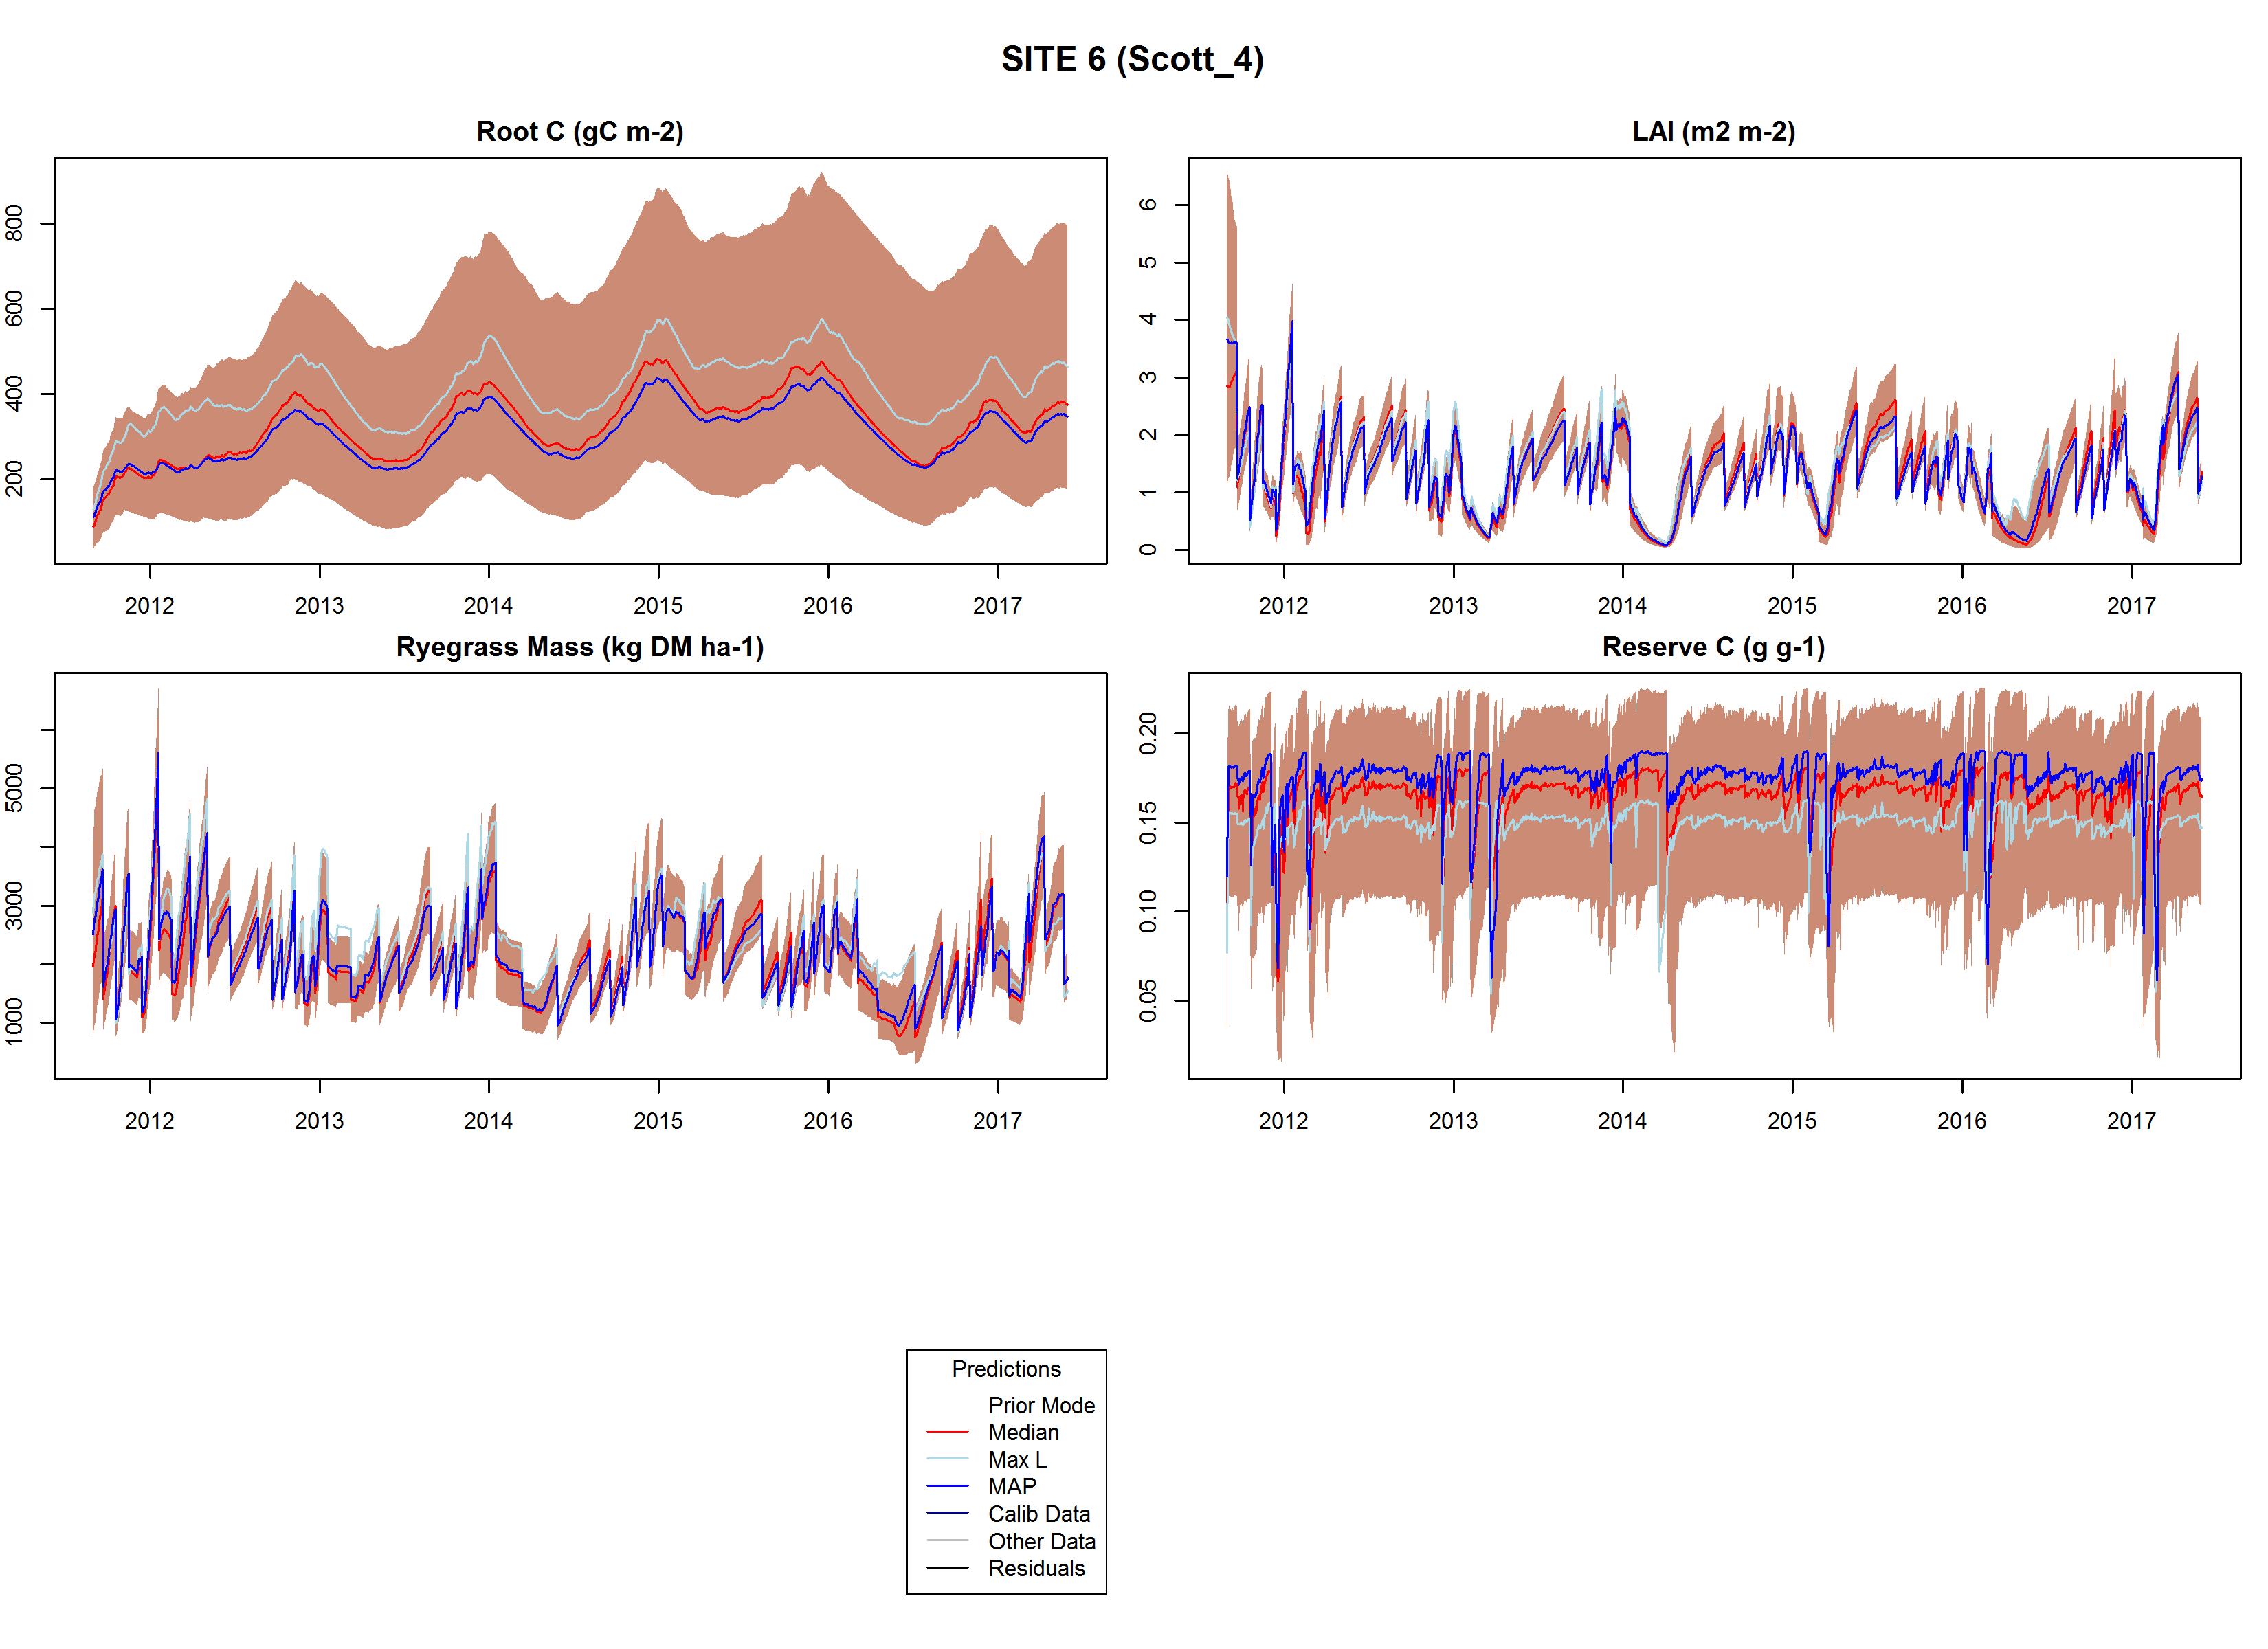 SITE 6 (Scott_4)
Root C (gC m-2)
800
600
400
200
2012 2013 2014 2015 2016 2017
LAI (m2 m-2)
6
5
4
3
2
1
0
2012 2013 2014 2015 2016 2017
Ryegrass Mass (kg DM ha-1)
5000
3000
1000
2012 2013 2014 2015 2016 2017
Reserve C (g g-1)
0.20
0.15
0.10
0.05
2012 2013 2014 2015 2016 2017
Predictions
Prior Mode
Median
Max L
MAP
Calib Data
Other Data
Residuals